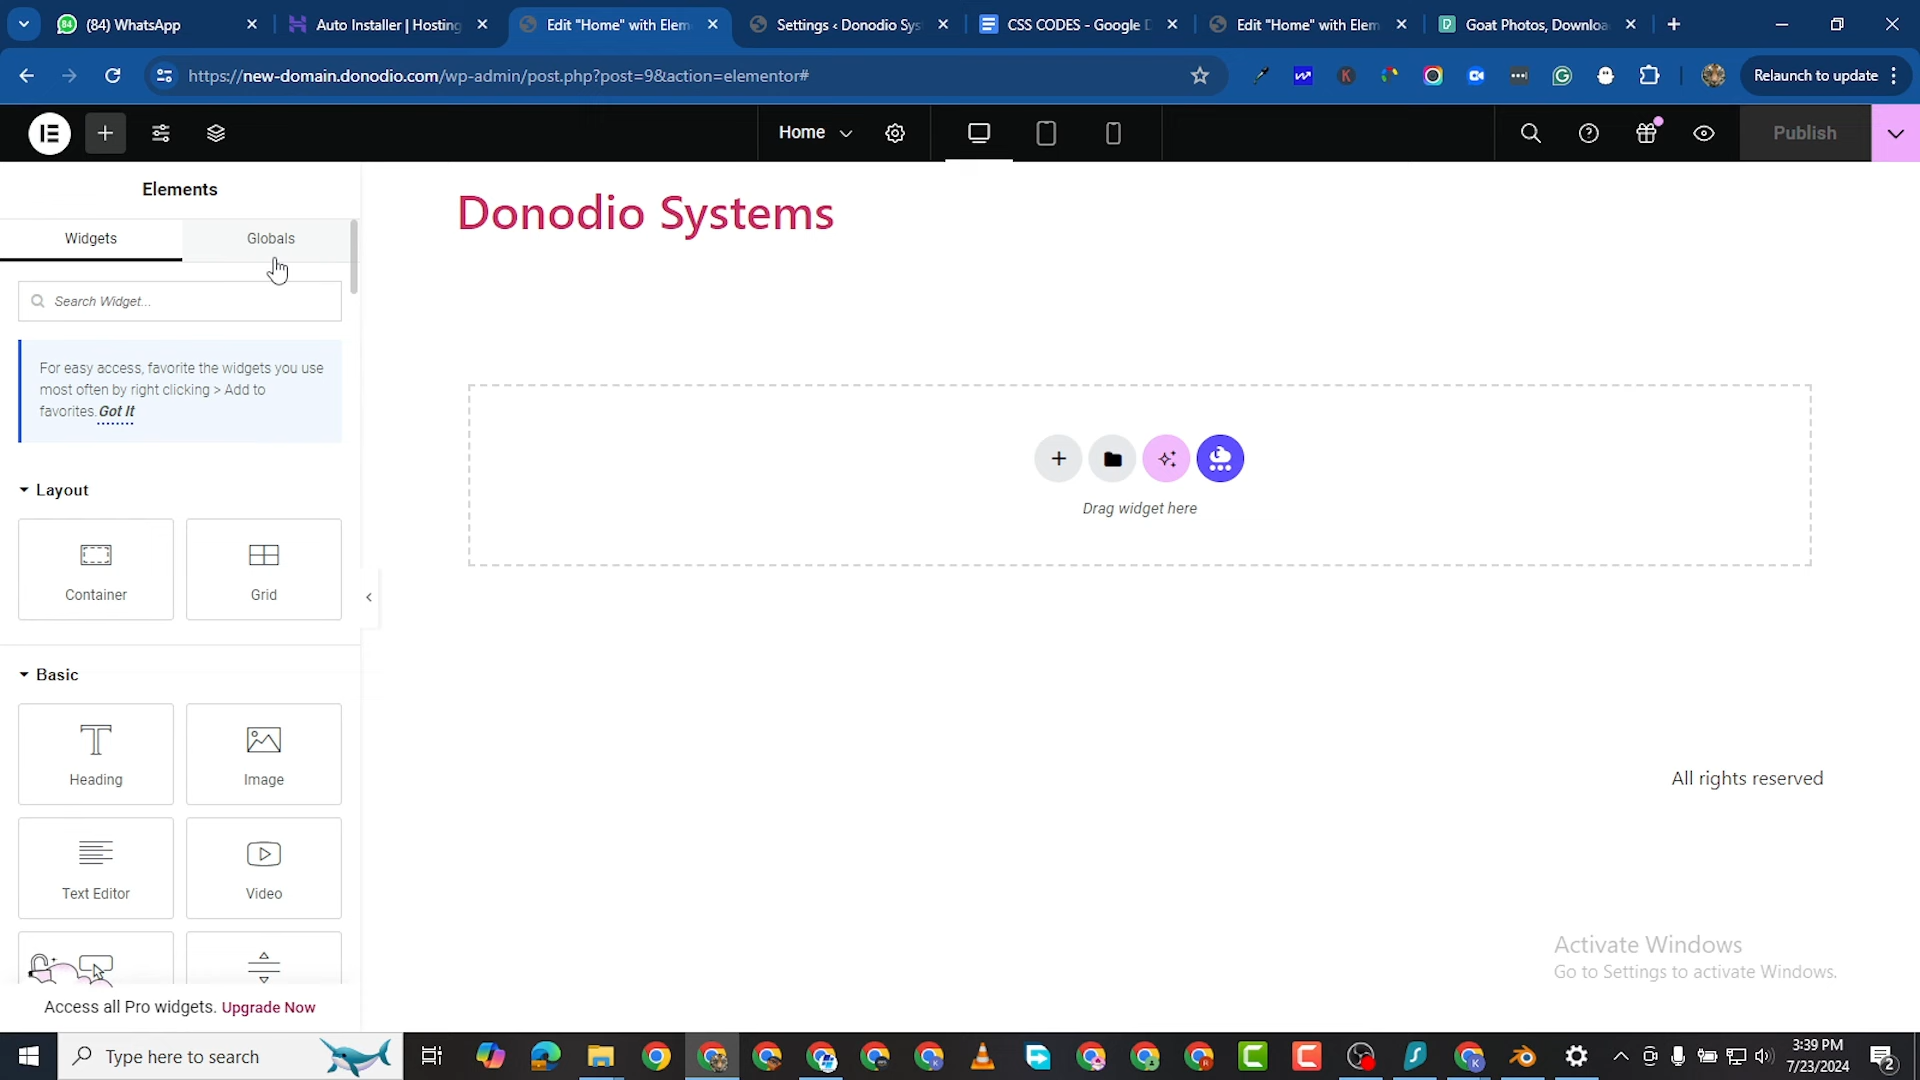 (84) WhatsApp
Auto Installer | Hosting
Edit "Home" with Elem
Settings ‹ Donodio Sys
CSS CODES - Google D
Edit "Home" with Elem
Goat Photos, Downloa
https://new-domain.donodio.com/wp-admin/post.php?post=9&action=elementor#
Relaunch to update
Home
Publish
Elements
Widgets
Globals
Search Widget...
For easy access, favorite the widgets you use
most often by right clicking > Add to
favorites. Got It
Layout
Container
Grid
Basic
Heading
Image
Text Editor
Video
Access all Pro widgets. Upgrade Now
Donodio Systems
Drag widget here
All rights reserved
Activate Windows
Go to Settings to activate Windows.
Type here to search
3:39 PM
7/23/2024
2